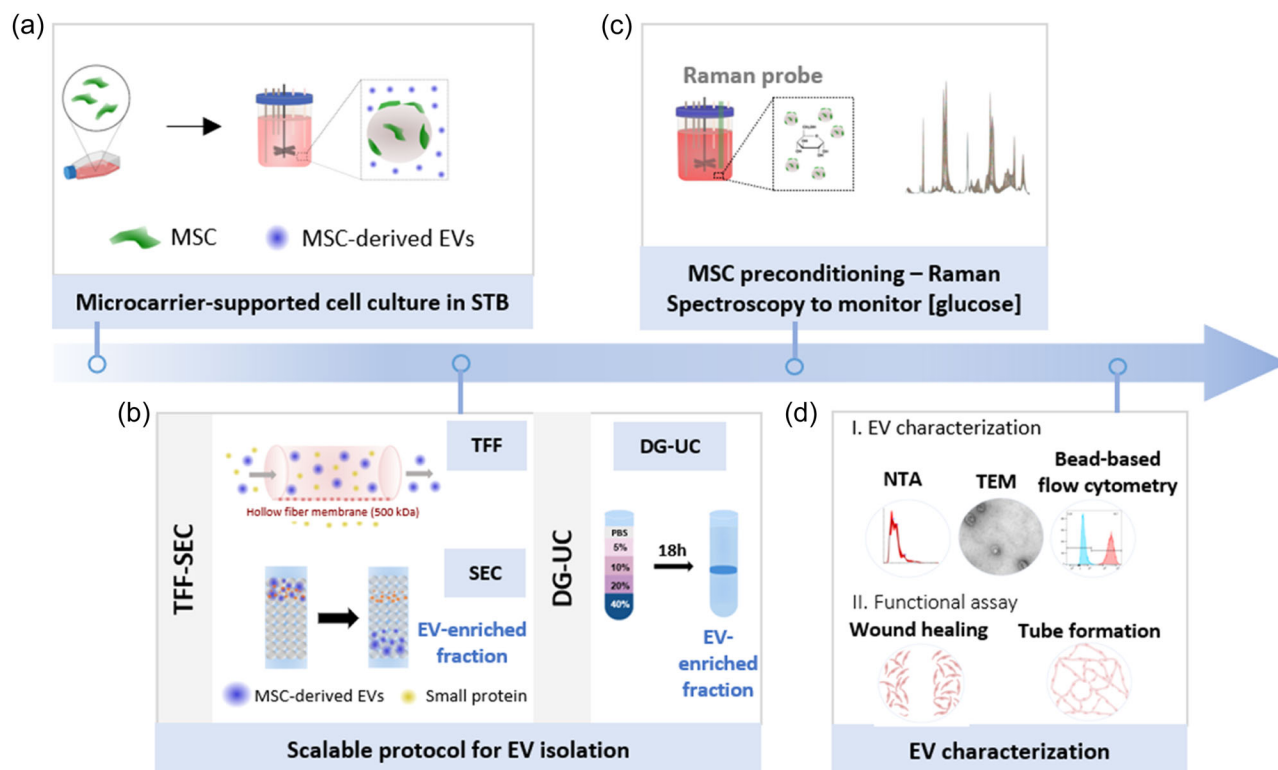 (a)
MSC
MSC-derived EVs
Microcarrier-supported cell culture in STB
(c)
Raman probe
MSC preconditioning – Raman
Spectroscopy to monitor [glucose]
(b)
TFF-SEC
TFF
Hollow fiber membrane (500 kDa)
SEC
EV-enriched
fraction
MSC-derived EVs
Small protein
DG-UC
DG-UC
PBS
5%
10%
20%
40%
18h
EV-
enriched
fraction
Scalable protocol for EV isolation
(d)
I. EV characterization
NTA
TEM
Bead-based
flow cytometry
II. Functional assay
Wound healing
Tube formation
EV characterization